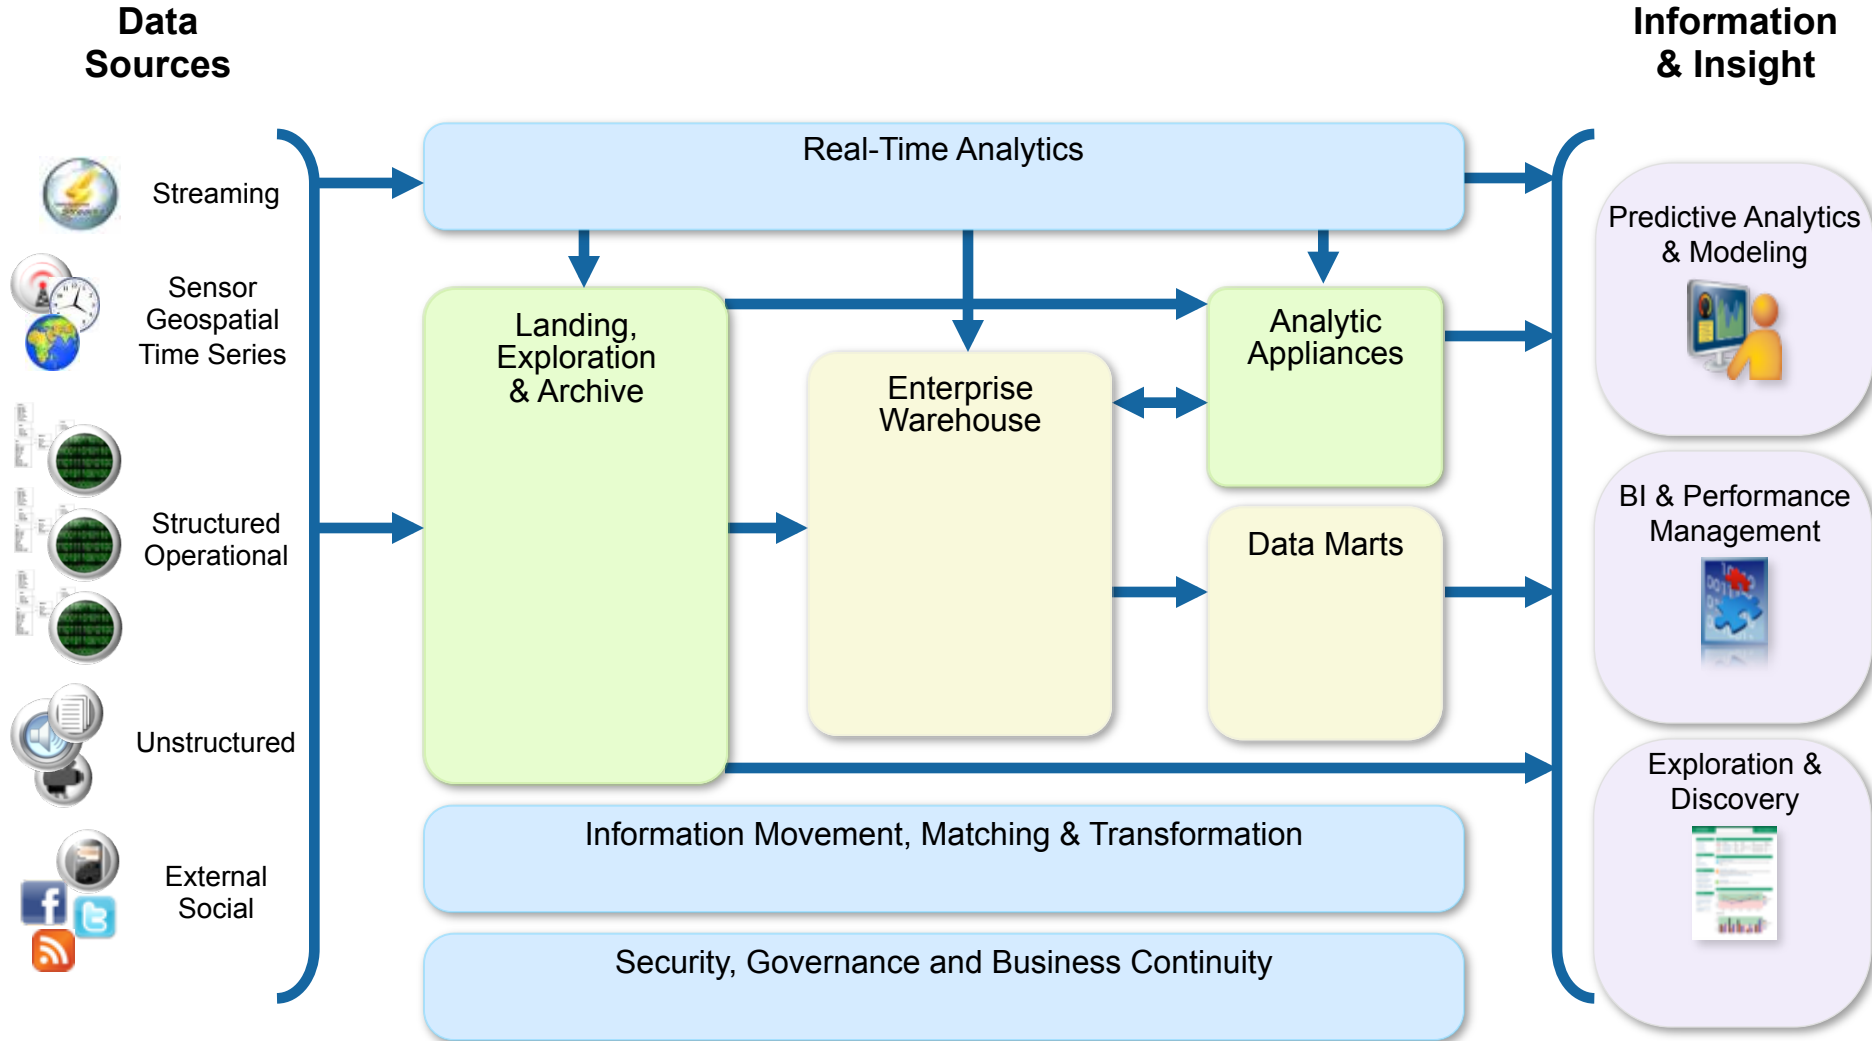 Data
Sources
Information
& Insight
Real-Time Analytics
Streaming
Sensor
Geospatial
Time Series
Structured
Operational
Unstructured
External
Social
Landing,
Exploration
& Archive
Enterprise
Warehouse
Analytic
Appliances
Data Marts
Predictive Analytics
& Modeling
BI & Performance
Management
Exploration &
Discovery
Information Movement, Matching & Transformation
Security, Governance and Business Continuity